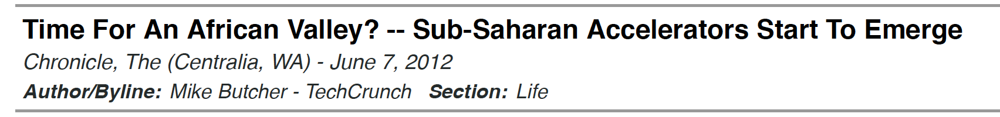 Time For An African Valley? -- Sub-Saharan Accelerators Start To Emerge
Chronicle, The (Centralia, WA) - June 7, 2012
Author/Byline: Mike Butcher - TechCrunch Section: Life